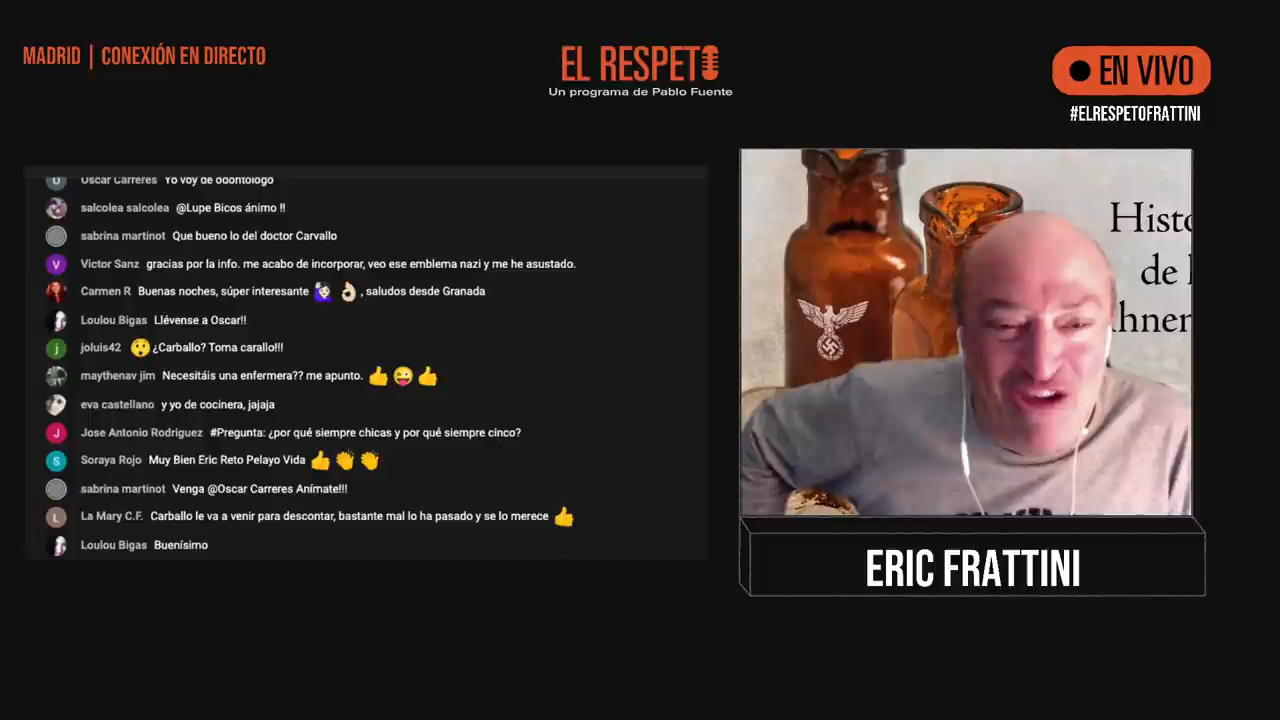 MADRID | CONEXIÓN EN DIRECTO
EL RESPETO
Un programa de Pablo Fuente
EN VIVO
#ELRESPETOFRATTINI
Oscar Carreres Yo voy de odontologo
salcolea salcolea @Lupe Bicos ánimo !!
sabrina martinot Que bueno lo del doctor Carvallo
V Victor Sanz gracias por la info. me acabo de incorporar, veo ese emblema nazi y me he asustado.
Carmen R Buenas noches, súper interesante 🙋🏻‍♀️ 👌🏻 , saludos desde Granada
Loulou Bigas Llévense a Oscar!!
j joluis42 😲 ¿Carballo? Toma carallo!!!
maythenav jim Necesitáis una enfermera?? me apunto. 👍 😜 👍
eva castellano y yo de cocinera, jajaja
J Jose Antonio Rodriguez #Pregunta: ¿por qué siempre chicas y por qué siempre cinco?
S Soraya Rojo Muy Bien Eric Reto Pelayo Vida 👍 👏 👏
sabrina martinot Venga @Oscar Carreres Anímate!!!
L La Mary C.F. Carballo le va a venir para descontar, bastante mal lo ha pasado y se lo merece 👍
Loulou Bigas Buenísimo
Histo
de
hner
ERIC FRATTINI